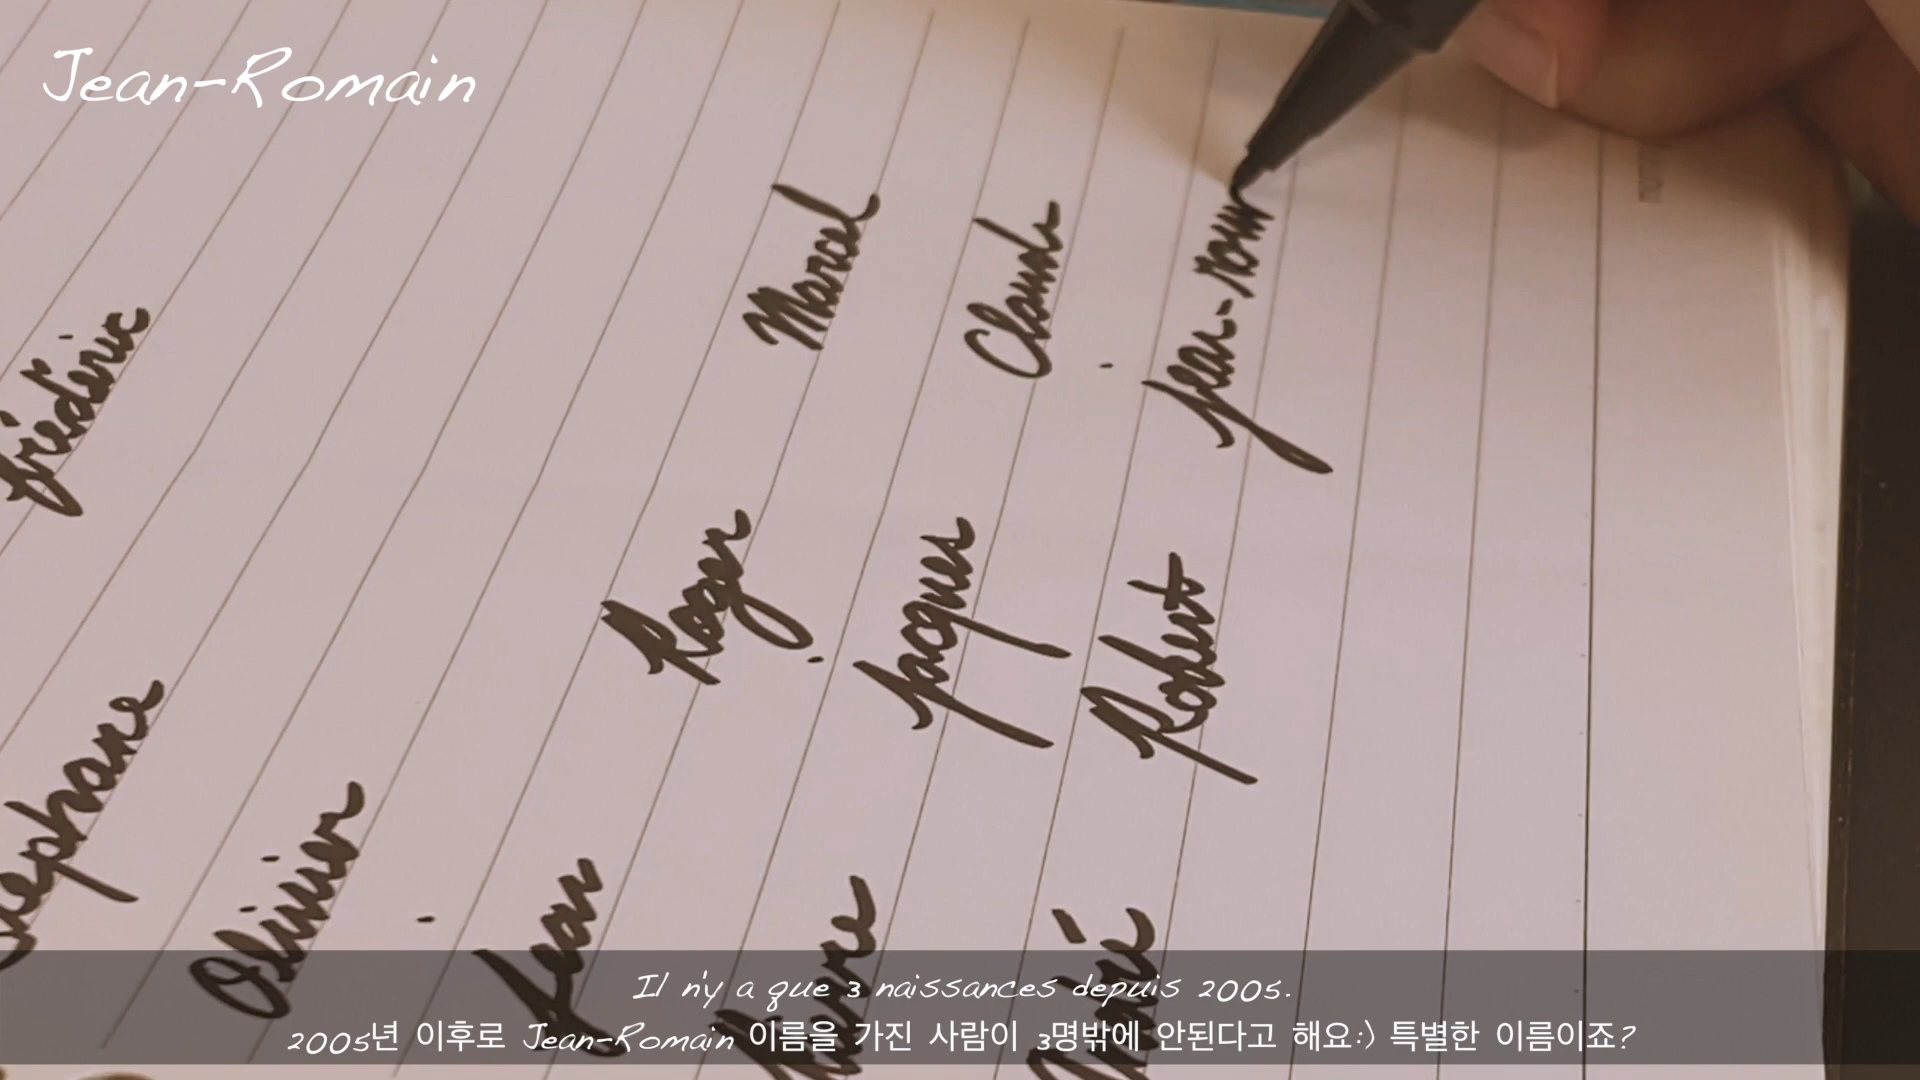 Jean-Romain
Frédéric
Marcel
Claude
Jean-Rom
Roger
Jacques
Robert
Stéphane
Olivier
Jean
Pierre
André
Il n'y a que 3 naissances depuis 2005.
2005년 이후로 Jean-Romain 이름을 가진 사람이 3명밖에 안된다고 해요:) 특별한 이름이죠?